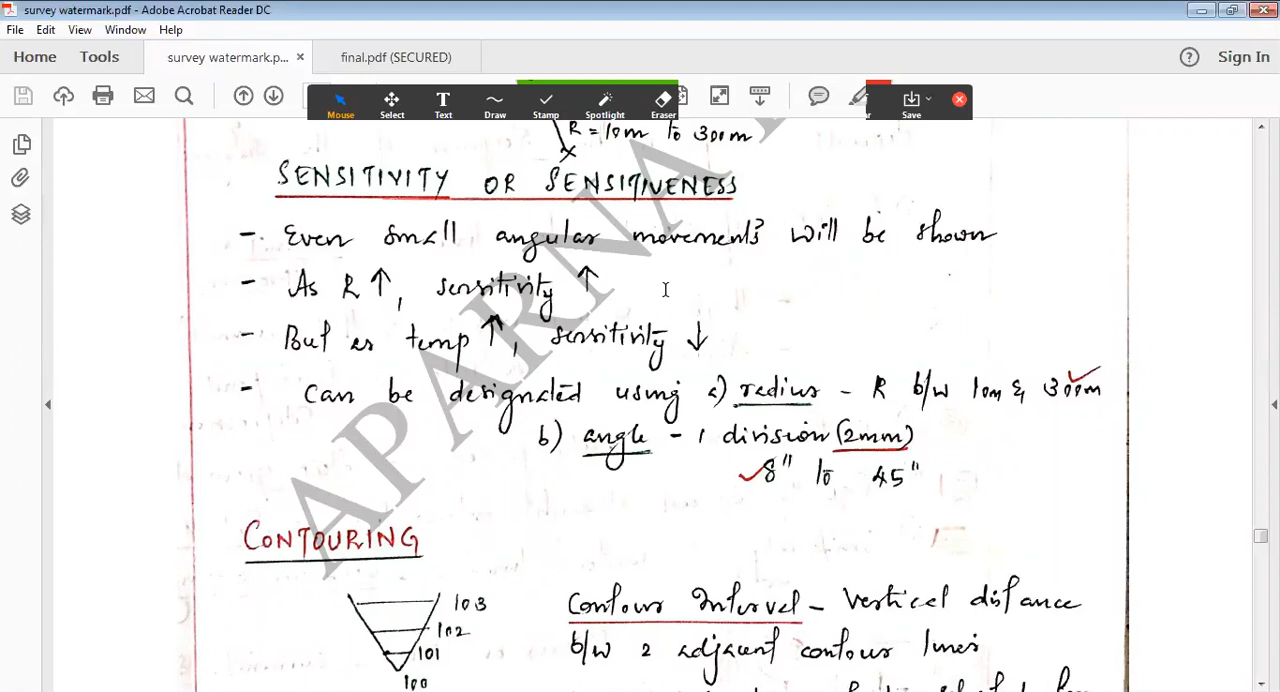 survey watermark.pdf - Adobe Acrobat Reader DC
File Edit View Window Help
Home Tools survey watermark.p... × final.pdf (SECURED) ? Sign In
Mouse Select Text Draw Stamp Spotlight Eraser Save
R = 10m to 300m
SENSITIVITY OR SENSITIVENESS
- Even small angular movements will be shown
- As R ↑, sensitivity ↑
- But as temp ↑, sensitivity ↓
- Can be designated using a) radius - R b/w 10m & 300m
b) angle - 1 division (2mm)
8" to 45"
CONTOURING
103
102
101
100
Contour Interval - Vertical distance
b/w 2 adjacent contour lines
APARNA